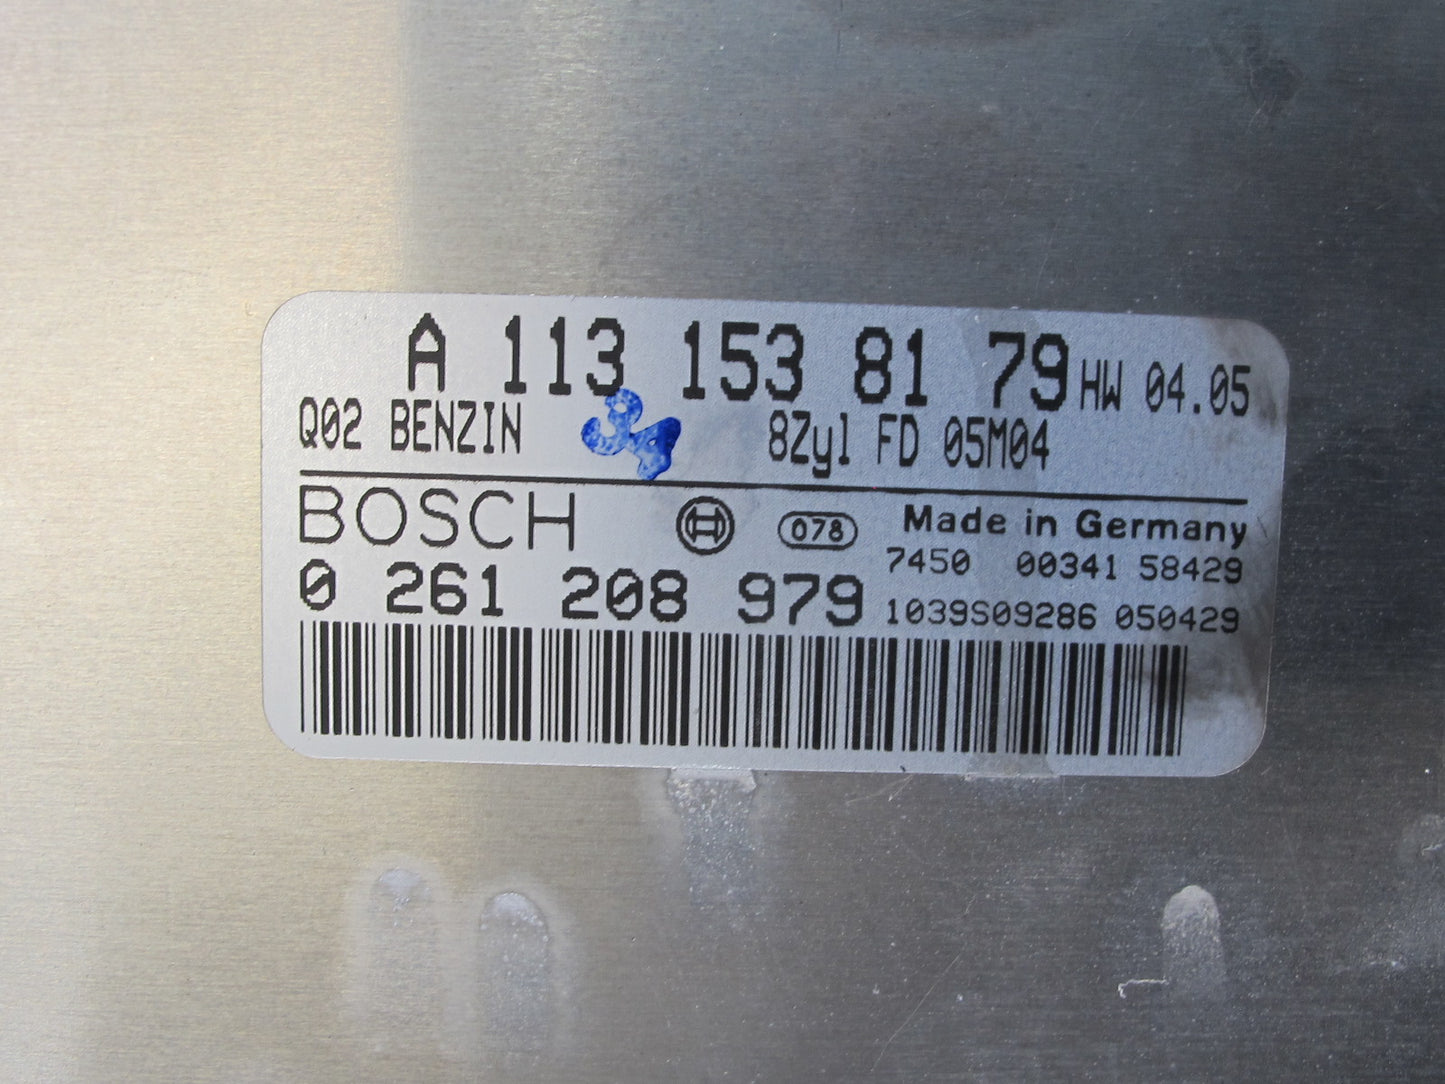 A 113 153 81 79 HW 04.05
Q02 BENZIN 8Zyl FD 05M04
BOSCH 078 Made in Germany
7450 00341 58429
0 261 208 979 1039S09286 050429